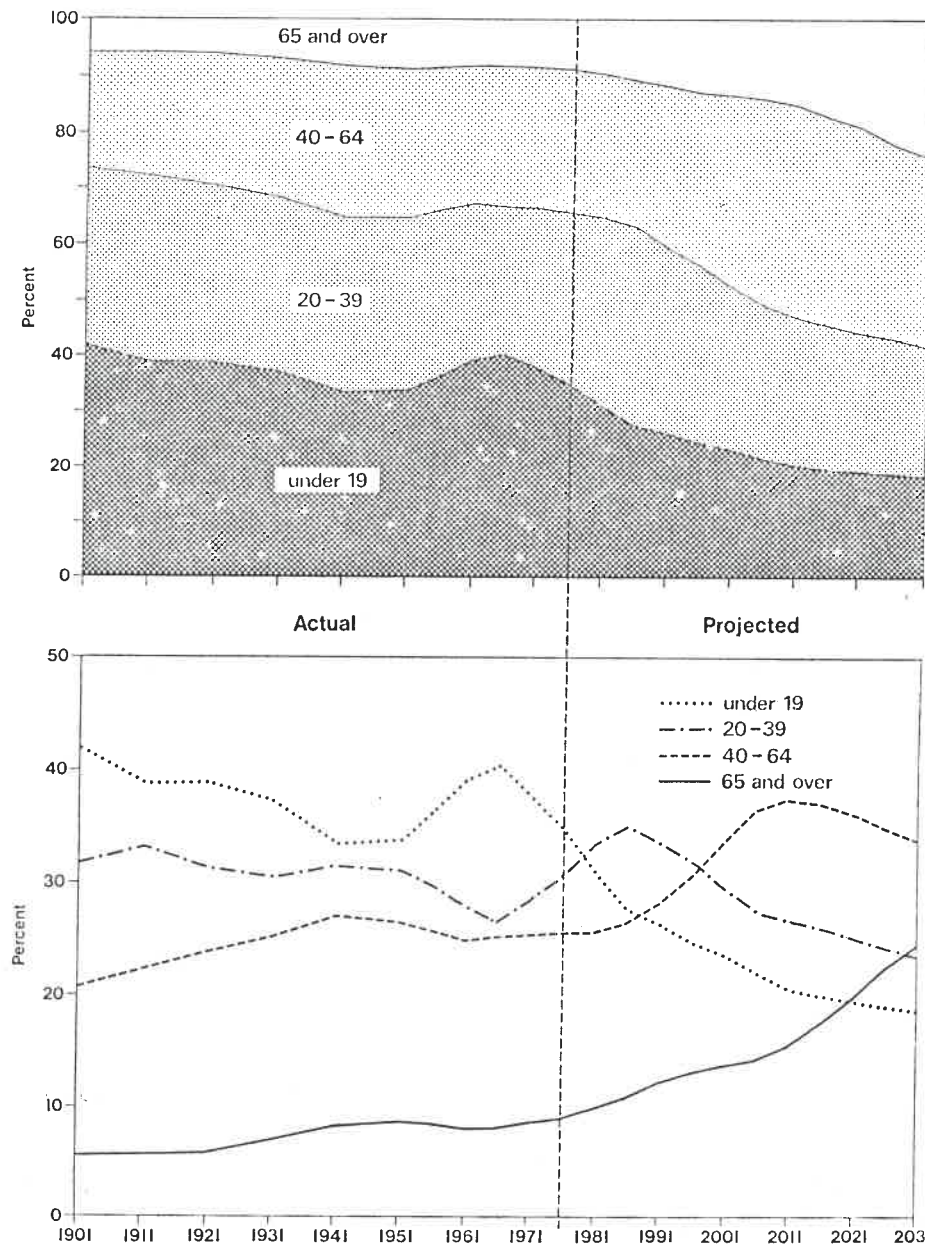 100
80
60
40
20
0
Percent
65 and over
40 – 64
20 – 39
under 19
Actual Projected
50
40
30
20
10
0
Percent
under 19
20 – 39
40 – 64
65 and over
1901 1911 1921 1931 1941 1951 1961 1971 1981 1991 2001 2011 2021 203